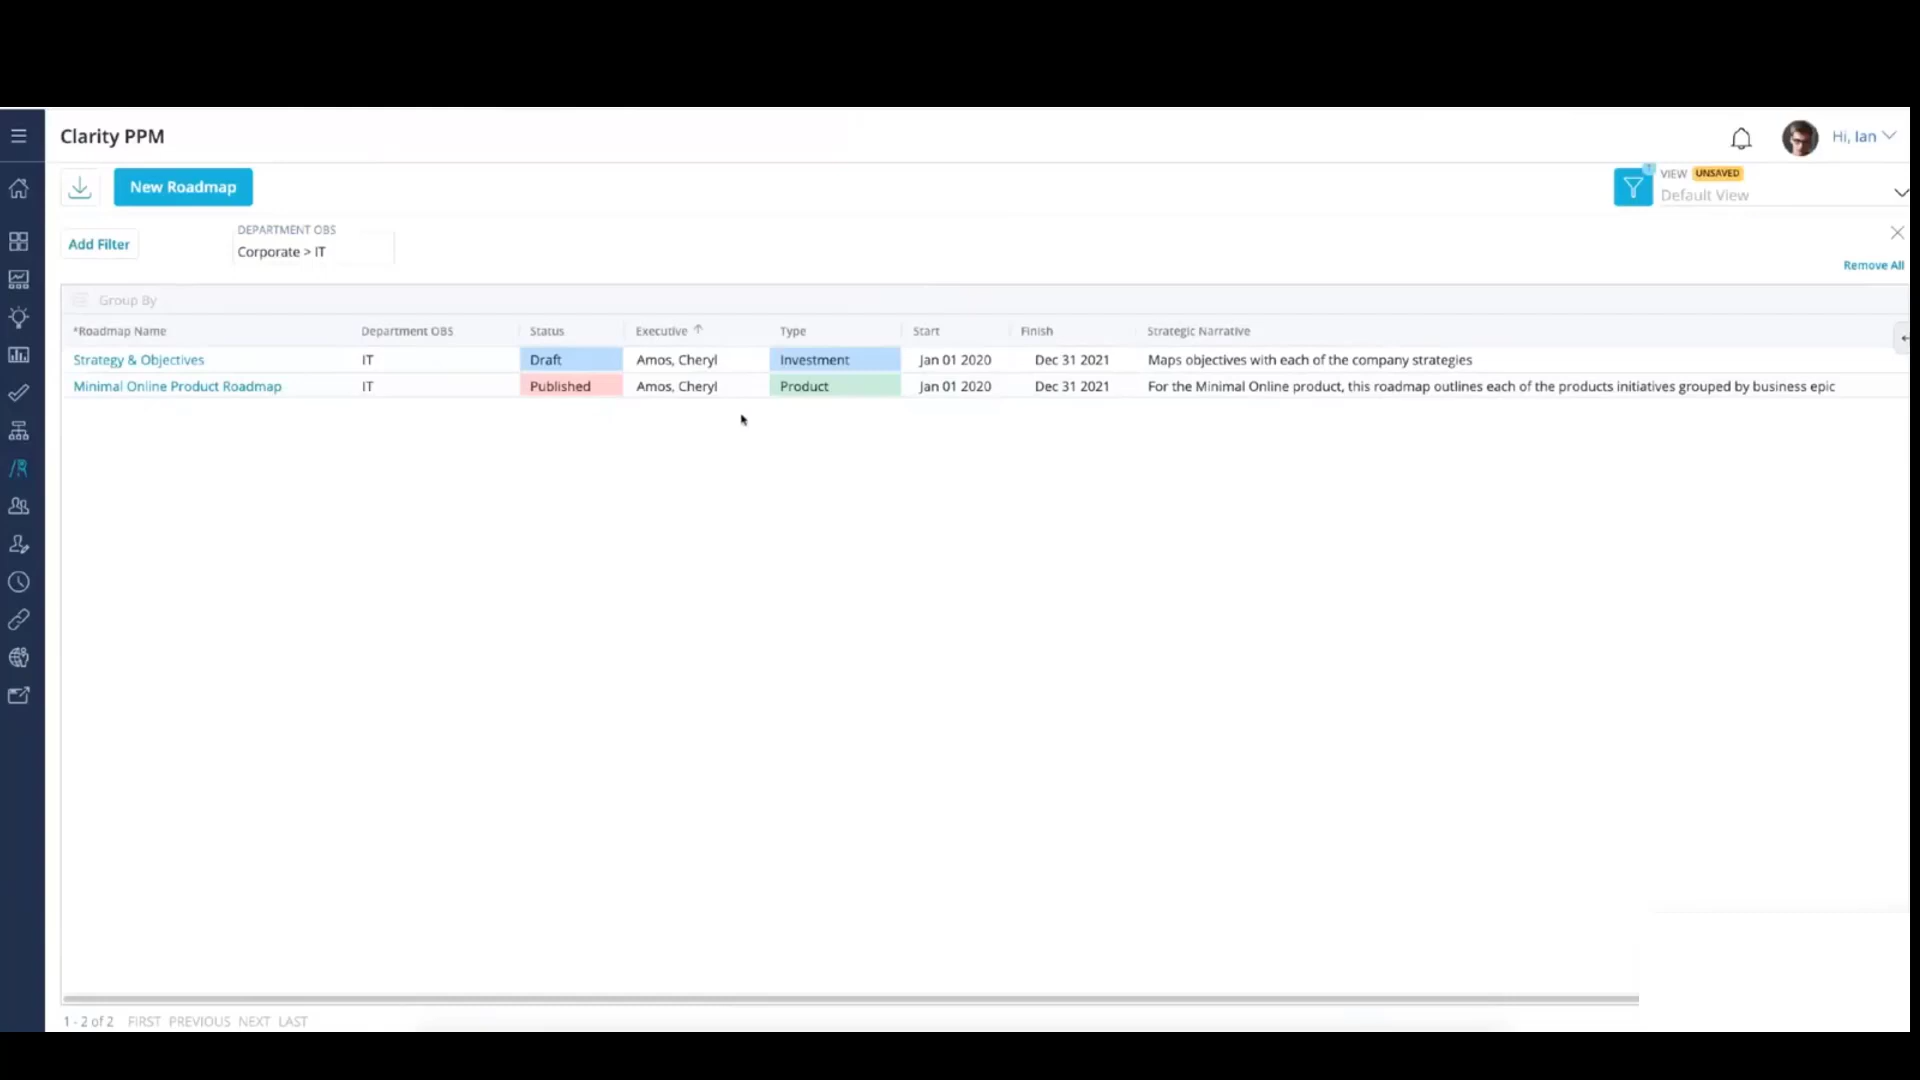 Clarity PPM
Hi, Ian
New Roadmap
VIEW UNSAVED
Default View
Add Filter
DEPARTMENT OBS
Corporate > IT
Remove All
Group By
*Roadmap Name Department OBS Status Executive Type Start Finish Strategic Narrative
Strategy & Objectives IT Draft Amos, Cheryl Investment Jan 01 2020 Dec 31 2021 Maps objectives with each of the company strategies
Minimal Online Product Roadmap IT Published Amos, Cheryl Product Jan 01 2020 Dec 31 2021 For the Minimal Online product, this roadmap outlines each of the products initiatives grouped by business epic
1 - 2 of 2 FIRST PREVIOUS NEXT LAST